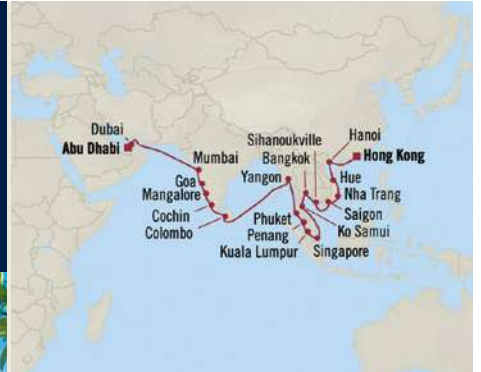 Dubai
Abu Dhabi
Mumbai
Goa
Mangalore
Cochin
Colombo
Yangon
Sihanoukville
Bangkok
Phuket
Penang
Kuala Lumpur
Singapore
Hanoi
Hong Kong
Hue
Nha Trang
Saigon
Ko Samui